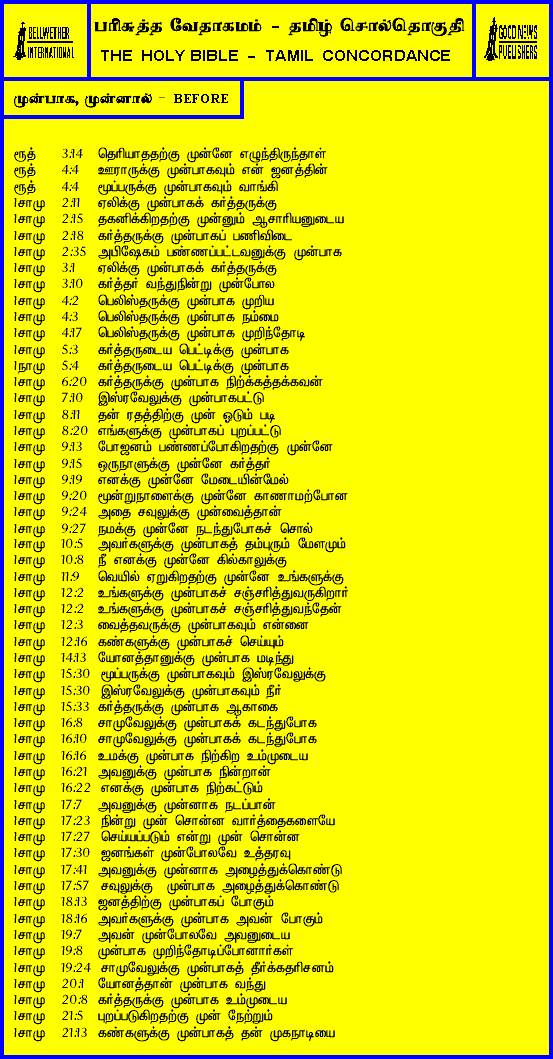 BELLWETHER
INTERNATIONAL
பரிசுத்த வேதாகமம் - தமிழ் சொல்தொகுதி
THE HOLY BIBLE - TAMIL CONCORDANCE
GOOD NEWS
PUBLISHERS
முன்பாக, முன்னால் - BEFORE
ரூத் 3:14 தெரியாததற்கு முன்னே எழுந்திருந்தாள்
ரூத் 4:4 ஊராருக்கு முன்பாகவும் என் ஜனத்தின்
ரூத் 4:4 மூப்பருக்கு முன்பாகவும் வாங்கி
1சாமு 2:11 ஏலிக்கு முன்பாகக் கர்த்தருக்கு
1சாமு 2:15 தகனிக்கிறதற்கு முன்னும் ஆசாரியனுடைய
1சாமு 2:18 கர்த்தருக்கு முன்பாகப் பணிவிடை
1சாமு 2:35 அபிஷேகம் பண்ணப்பட்டவனுக்கு முன்பாக
1சாமு 3:1 ஏலிக்கு முன்பாகக் கர்த்தருக்கு
1சாமு 3:10 கர்த்தர் வந்துநின்று முன்போல
1சாமு 4:2 பெலிஸ்தருக்கு முன்பாக முறிய
1சாமு 4:3 பெலிஸ்தருக்கு முன்பாக நம்மை
1சாமு 4:17 பெலிஸ்தருக்கு முன்பாக முறிந்தோடி
1சாமு 5:3 கர்த்தருடைய பெட்டிக்கு முன்பாக
1நாமு 5:4 கர்த்தருடைய பெட்டிக்கு முன்பாக
1சாமு 6:20 கர்த்தருக்கு முன்பாக நிற்க்கத்தக்கவன்
1சாமு 7:10 இஸ்ரவேலுக்கு முன்பாகபட்டு
1சாமு 8:11 தன் ரதத்திற்கு முன் ஓடும் படி
1சாமு 8:20 எங்களுக்கு முன்பாகப் புறப்பட்டு
1சாமு 9:13 போஜனம் பண்ணப்போகிறதற்கு முன்னே
1சாமு 9:15 ஒருநாளுக்கு முன்னே கர்த்தர்
1சாமு 9:19 எனக்கு முன்னே மேடையின்மேல்
1சாமு 9:20 மூன்றுநாளைக்கு முன்னே காணாமற்போன
1சாமு 9:24 அதை சவுலுக்கு முன்வைத்தான்
1சாமு 9:27 நமக்கு முன்னே நடந்துபோகச் சொல்
1சாமு 10:5 அவர்களுக்கு முன்பாகத் தம்புரும் மேளமும்
1சாமு 10:8 நீ எனக்கு முன்னே கில்காலுக்கு
1சாமு 11:9 வெயில் ஏறுகிறதற்கு முன்னே உங்களுக்கு
1சாமு 12:2 உங்களுக்கு முன்பாகச் சஞ்சரித்துவருகிறார்
1சாமு 12:2 உங்களுக்கு முன்பாகச் சஞ்சரித்துவந்தேன்
1சாமு 12:3 வைத்தவருக்கு முன்பாகவும் என்னை
1சாமு 12:16 கண்களுக்கு முன்பாகச் செய்யும்
1சாமு 14:13 யோனத்தானுக்கு முன்பாக மடிந்து
1சாமு 15:30 மூப்பருக்கு முன்பாகவும் இஸ்ரவேலுக்கு
1சாமு 15:30 இஸ்ரவேலுக்கு முன்பாகவும் நீர்
1சாமு 15:33 கர்த்தருக்கு முன்பாக ஆகாகை
1சாமு 16:8 சாமுவேலுக்கு முன்பாகக் கடந்துபோக
1சாமு 16:10 சாமுவேலுக்கு முன்பாகக் கடந்துபோக
1சாமு 16:16 உமக்கு முன்பாக நிற்கிற உம்முடைய
1சாமு 16:21 அவனுக்கு முன்பாக நின்றான்
1சாமு 16:22 எனக்கு முன்பாக நிற்கட்டும்
1சாமு 17:7 அவனுக்கு முன்னாக நடப்பான்
1சாமு 17:23 நின்று முன் சொன்ன வார்த்தைகளையே
1சாமு 17:27 செய்யப்படும் என்று முன் சொன்ன
1சாமு 17:30 ஜனங்கள் முன்போலவே உத்தரவு
1சாமு 17:41 அவனுக்கு முன்னாக அழைத்துக்கொண்டு
1சாமு 17:57 சவுலுக்கு முன்பாக அழைத்துக்கொண்டு
1சாமு 18:13 ஜனத்திற்கு முன்பாகப் போகும்
1சாமு 18:16 அவர்களுக்கு முன்பாக அவன் போகும்
1சாமு 19:7 அவன் முன்போலவே அவனுடைய
1சாமு 19:8 முன்பாக முறிந்தோடிப்போனார்கள்
1சாமு 19:24 சாமுவேலுக்கு முன்பாகத் தீர்க்கதரிசனம்
1சாமு 20:1 யோனத்தான் முன்பாக வந்து
1சாமு 20:8 கர்த்தருக்கு முன்பாக உம்முடைய
1சாமு 21:5 புறப்படுகிறதற்கு முன் நேற்றும்
1சாமு 21:13 கண்களுக்கு முன்பாகத் தன் முகநாடியை